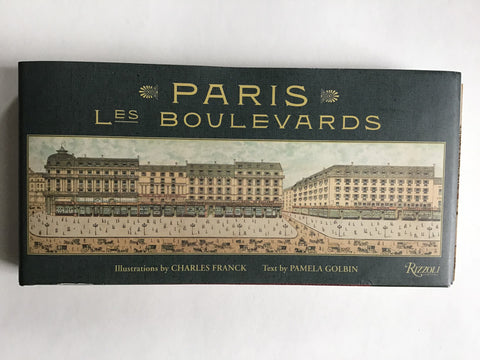 PARIS
LES BOULEVARDS
Illustrations by CHARLES FRANCK Text by PAMELA GOLBIN
RIZZOLI